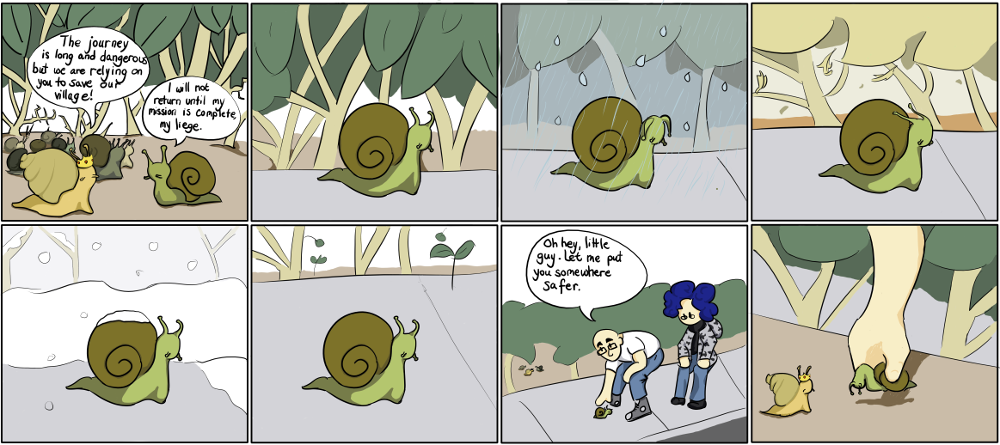 The journey
is long and dangerous
but we are relying on
you to save our
village!
I will not
return until my
mission is complete
my liege.
Oh hey, little
guy. Let me put
you somewhere
safer.